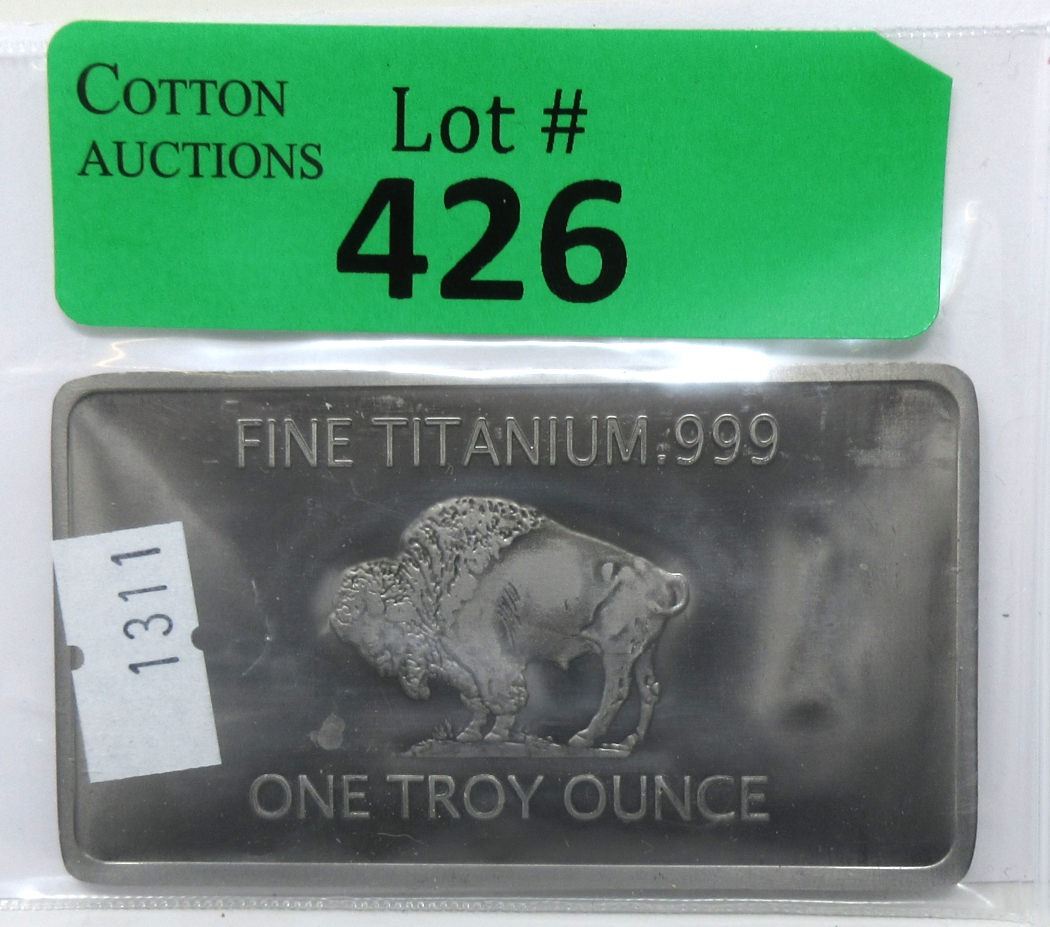 COTTON
AUCTIONS
Lot #
426
FINE TITANIUM .999
1311
ONE TROY OUNCE